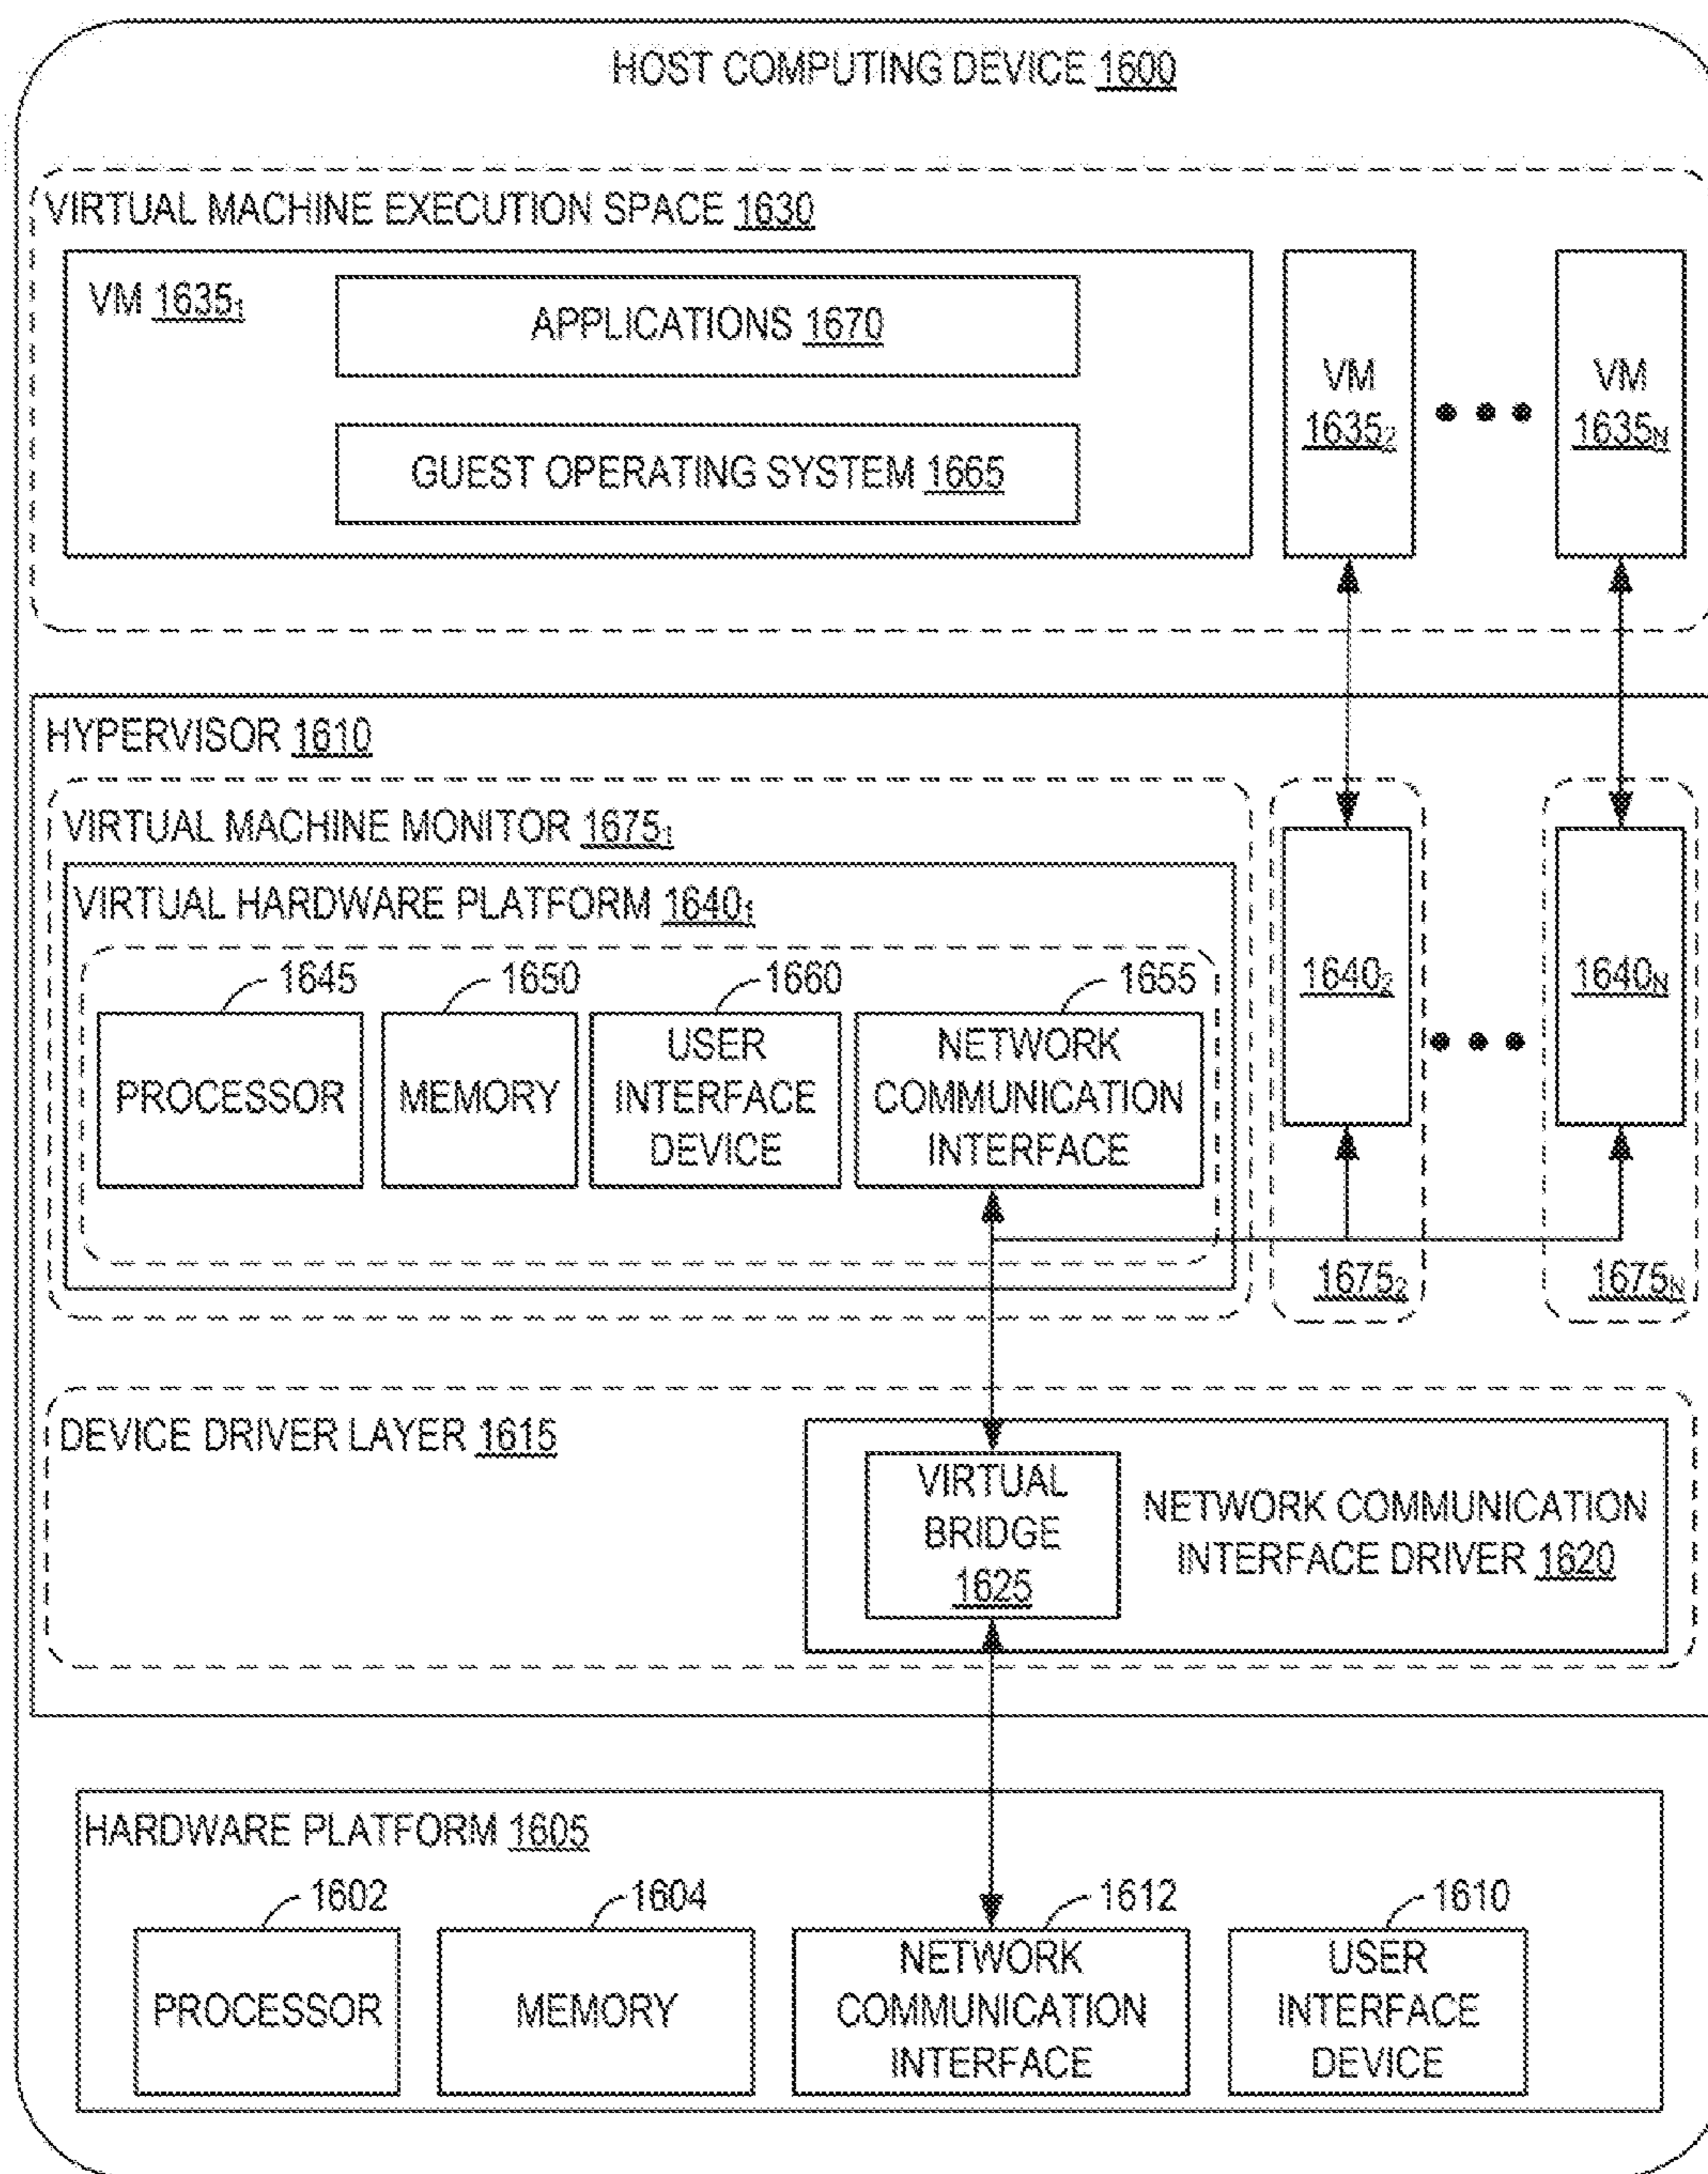 HOST COMPUTING DEVICE 1600
VIRTUAL MACHINE EXECUTION SPACE 1630
VM 1635₁
APPLICATIONS 1670
GUEST OPERATING SYSTEM 1665
VM
1635₂
VM
1635N
HYPERVISOR 1610
VIRTUAL MACHINE MONITOR 1675₁
VIRTUAL HARDWARE PLATFORM 1640₁
1645
PROCESSOR
1650
MEMORY
1660
USER
INTERFACE
DEVICE
1655
NETWORK
COMMUNICATION
INTERFACE
1640₂
1640N
1675₂
1675N
DEVICE DRIVER LAYER 1615
VIRTUAL
BRIDGE
1625
NETWORK COMMUNICATION
INTERFACE DRIVER 1620
HARDWARE PLATFORM 1605
1602
PROCESSOR
1604
MEMORY
1612
NETWORK
COMMUNICATION
INTERFACE
1610
USER
INTERFACE
DEVICE